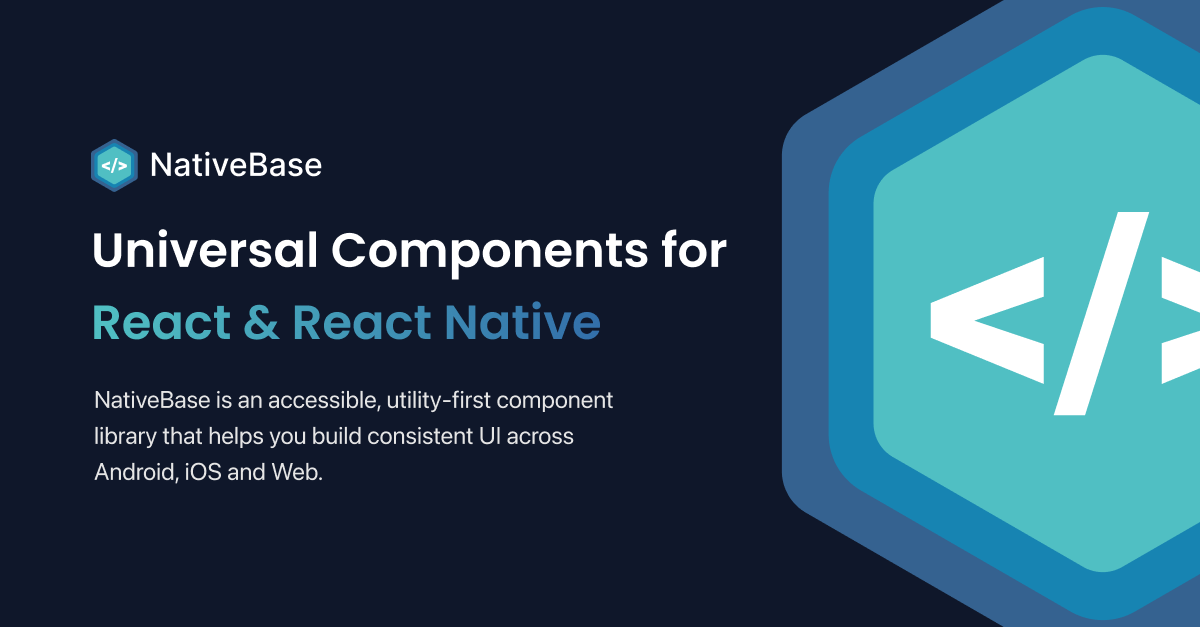 </>
NativeBase
Universal Components for
React & React Native
NativeBase is an accessible, utility-first component
library that helps you build consistent UI across
Android, iOS and Web.
</>